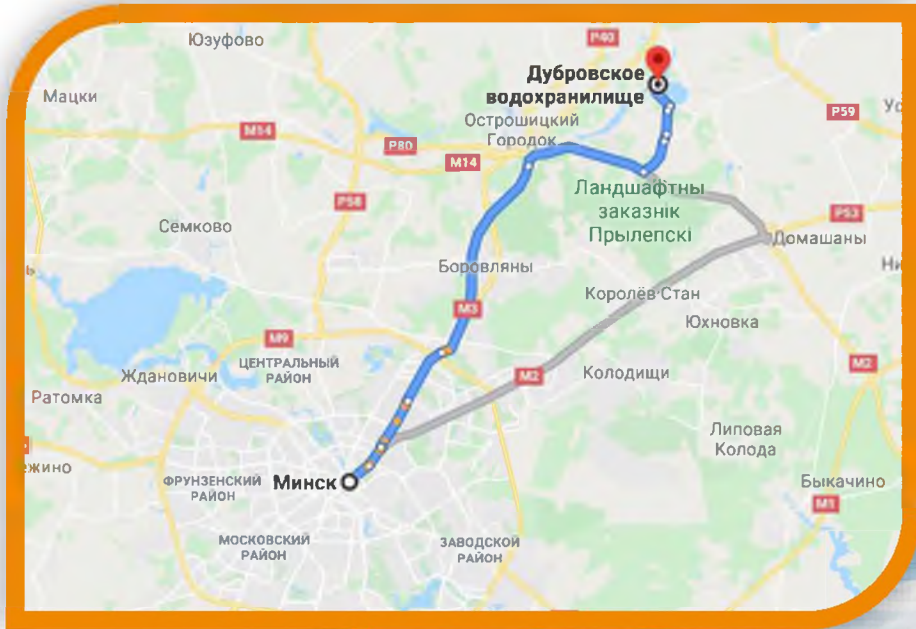 Юзуфово
P40
Дубровское
водохранилище
Мацки
P59
Острошицкий
Городок
M14
P80
M14
Ландшафтны
заказнік
Прылепскі
P58
P53
Сёмково
Домашаны
Боровляны
Королёв Стан
M3
Юхновка
M9
ЦЕНТРАЛЬНЫЙ
РАЙОН
Ждановичи
M2
Колодищи
M2
Ратомка
Липовая
Колода
ФРУНЗЕНСКИЙ
РАЙОН
Минск
Быкачино
M1
МОСКОВСКИЙ
РАЙОН
ЗАВОДСКОЙ
РАЙОН